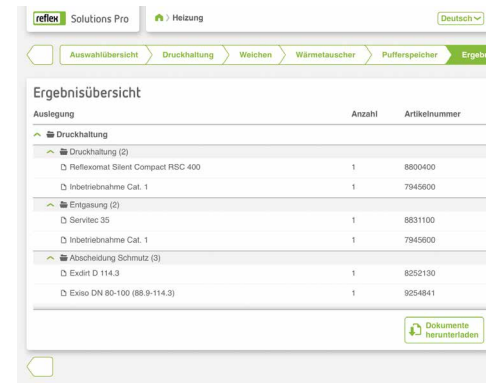 reflex Solutions Pro
Heizung
Deutsch
Auswahlübersicht
Druckhaltung
Weichen
Wärmetauscher
Pufferspeicher
Ergebnisübersicht
Auslegung Anzahl Artikelnummer
Druckhaltung
Druckhaltung (2)
Reflexomat Silent Compact RSC 400 1 8800400
Inbetriebnahme Cat. 1 1 7945600
Entgasung (2)
Servitec 35 1 8831100
Inbetriebnahme Cat. 1 1 7945600
Abscheidung Schmutz (3)
Exdirt D 114.3 1 8252130
Exiso DN 80-100 (88.9-114.3) 1 9254841
Dokumente
herunterladen